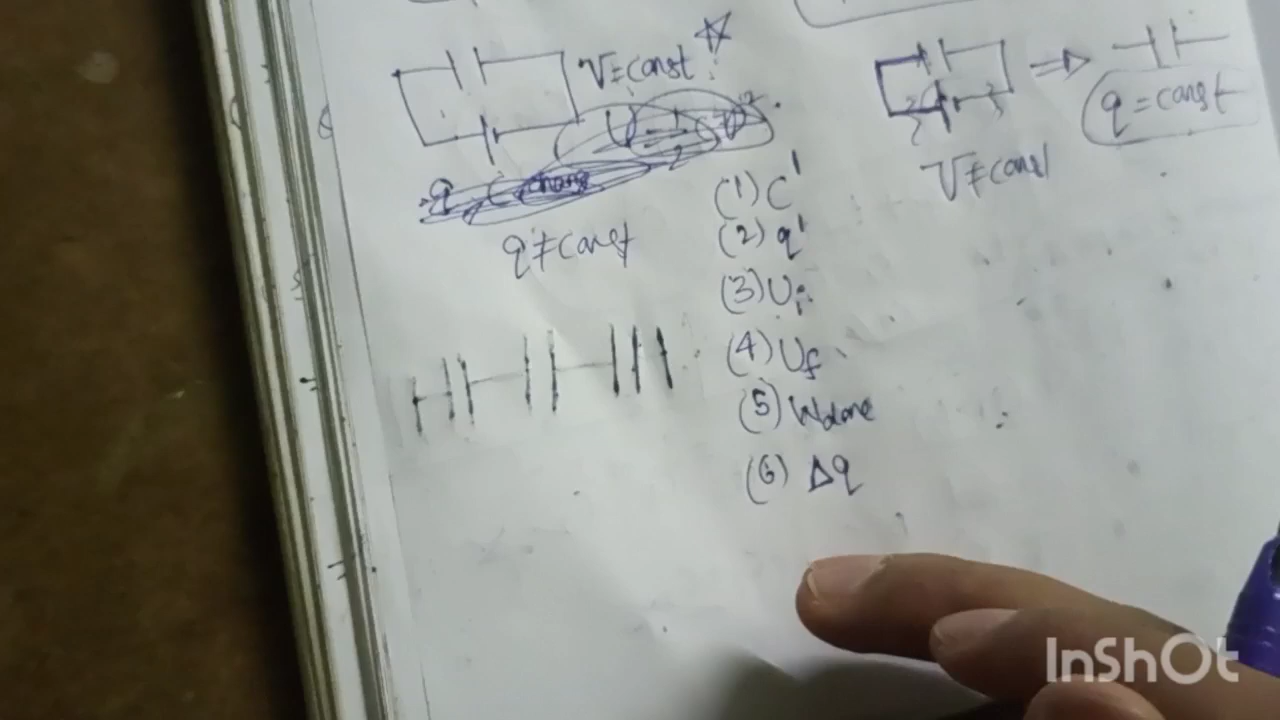 V=const
q≠const
(1) C'
(2) q'
(3) Ui
(4) Uf
(5) Wdone
(6) Δq
⇒
q=const
V≠const
InShOt